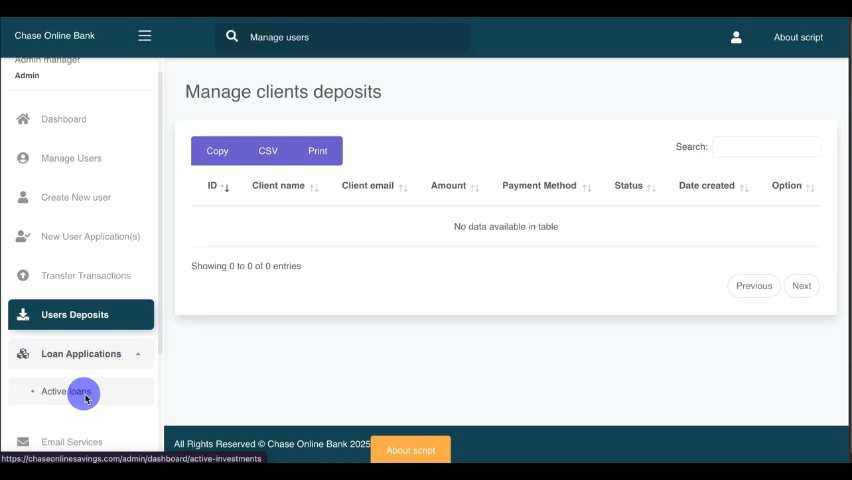 Chase Online Bank
Manage users
About script
Admin manager
Admin
Dashboard
Manage Users
Create New user
New User Application(s)
Transfer Transactions
Users Deposits
Loan Applications
Active loans
Email Services
Manage clients deposits
Copy CSV Print
Search:
ID Client name Client email Amount Payment Method Status Date created Option
No data available in table
Showing 0 to 0 of 0 entries
Previous Next
All Rights Reserved © Chase Online Bank 2025
About script
https://chaseonlinesavings.com/admin/dashboard/active-investments